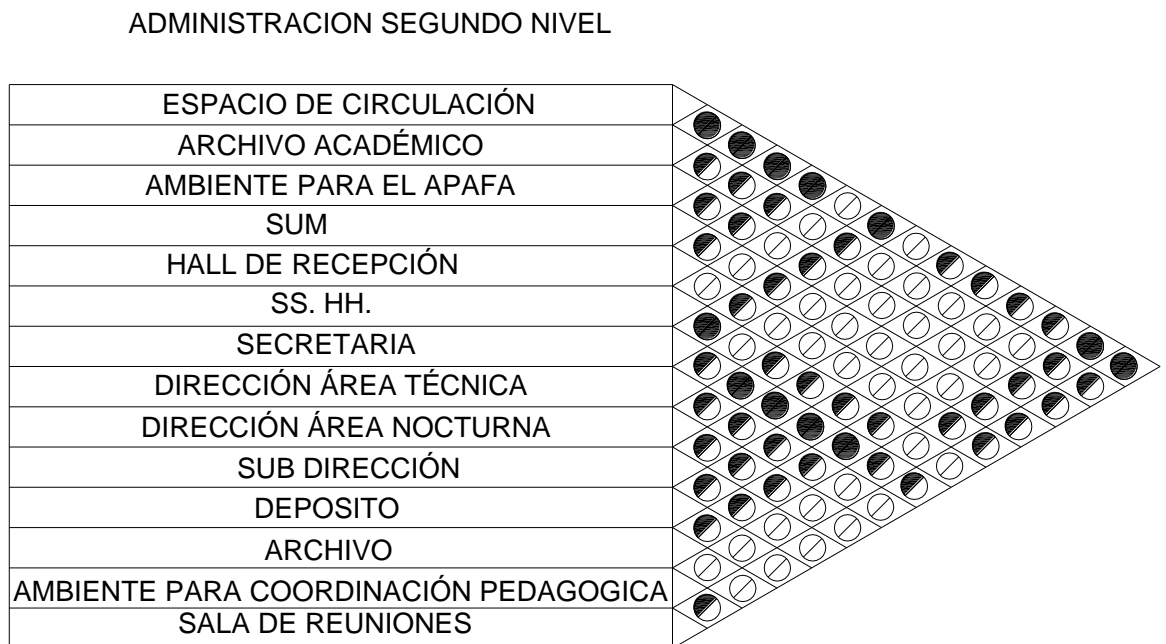 ADMINISTRACION SEGUNDO NIVEL
ESPACIO DE CIRCULACIÓN
ARCHIVO ACADÉMICO
AMBIENTE PARA EL APAFA
SUM
HALL DE RECEPCIÓN
SS. HH.
SECRETARIA
DIRECCIÓN ÁREA TÉCNICA
DIRECCIÓN ÁREA NOCTURNA
SUB DIRECCIÓN
DEPOSITO
ARCHIVO
AMBIENTE PARA COORDINACIÓN PEDAGOGICA
SALA DE REUNIONES